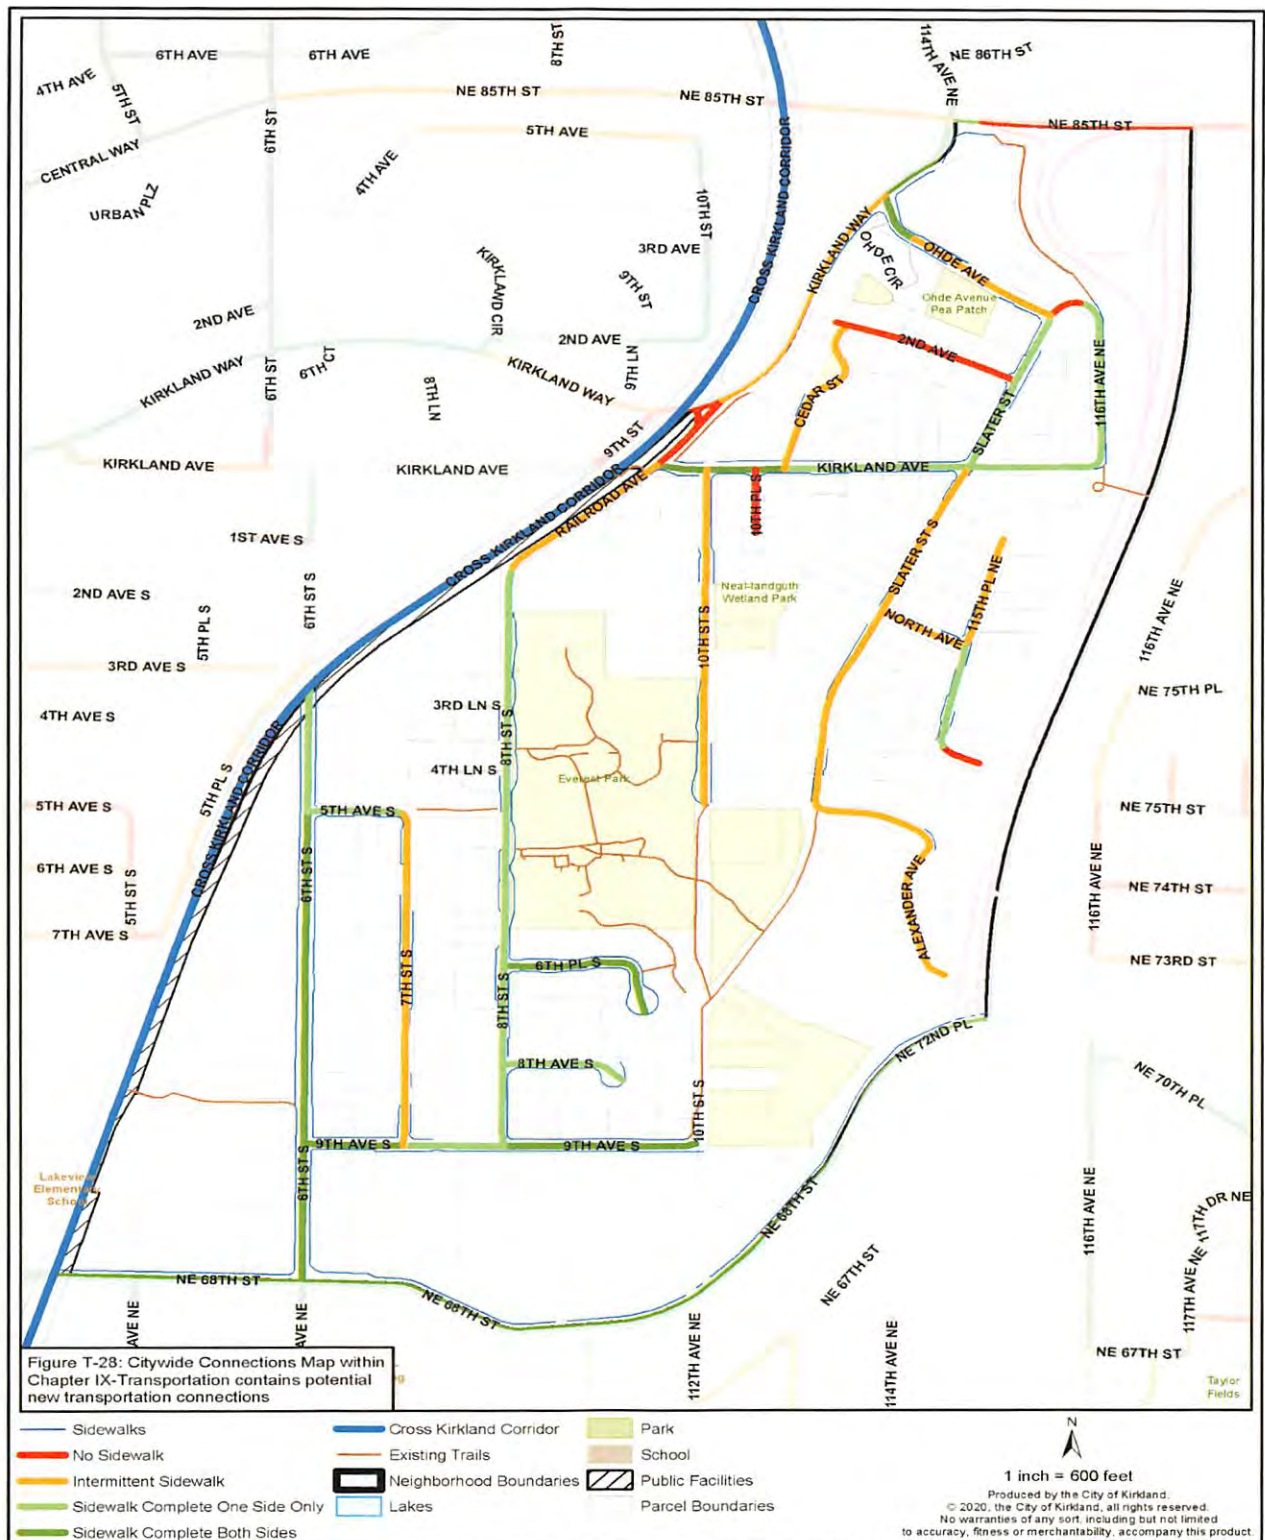 6TH AVE
6TH AVE
8TH ST
114TH AVE NE
NE 86TH ST
4TH AVE
5TH ST
NE 85TH ST
NE 85TH ST
NE 85TH ST
6TH ST
5TH AVE
CENTRAL WAY
4TH AVE
URBAN PLZ
10TH ST
CROSS KIRKLAND CORRIDOR
KIRKLAND WAY
OHDE AVE
OHDE CIR
3RD AVE
KIRKLAND CIR
9TH ST
Ohde Avenue
Pea Patch
2ND AVE
2ND AVE
2ND AVE
KIRKLAND WAY
6TH ST
6TH CT
8TH LN
KIRKLAND WAY
9TH LN
CEDAR ST
SLATER ST
116TH AVE NE
9TH ST
KIRKLAND AVE
KIRKLAND AVE
KIRKLAND AVE
CROSS KIRKLAND CORRIDOR
RAILROAD AVE
10TH PL S
1ST AVE S
2ND AVE S
6TH ST S
5TH PL S
Neal-landguth
Wetland Park
SLATER ST S
NORTH AVE
115TH PL NE
116TH AVE NE
3RD AVE S
10TH ST S
4TH AVE S
3RD LN S
8TH ST S
NE 75TH PL
4TH LN S
Everest Park
5TH PL S
CROSS KIRKLAND CORRIDOR
5TH AVE S
5TH AVE S
NE 75TH ST
6TH AVE S
5TH ST S
6TH ST S
116TH AVE NE
NE 74TH ST
ALEXANDER AVE
7TH AVE S
7TH ST S
6TH PL S
NE 73RD ST
8TH ST S
8TH AVE S
NE 72ND PL
NE 70TH PL
10TH ST S
9TH AVE S
9TH AVE S
6TH ST S
Lakeview
Elementary
School
NE 68TH ST
116TH AVE NE
117TH DR NE
NE 68TH ST
NE 68TH ST
NE 67TH ST
117TH AVE NE
AVE NE
AVE NE
112TH AVE NE
114TH AVE NE
NE 67TH ST
Taylor
Fields
Figure T-28: Citywide Connections Map within
Chapter IX-Transportation contains potential
new transportation connections
Sidewalks
No Sidewalk
Intermittent Sidewalk
Sidewalk Complete One Side Only
Sidewalk Complete Both Sides
Cross Kirkland Corridor
Existing Trails
Neighborhood Boundaries
Lakes
Park
School
Public Facilities
Parcel Boundaries
N
1 inch = 600 feet
Produced by the City of Kirkland.
© 2020, the City of Kirkland, all rights reserved.
No warranties of any sort, including but not limited
to accuracy, fitness or merchantability, accompany this product.